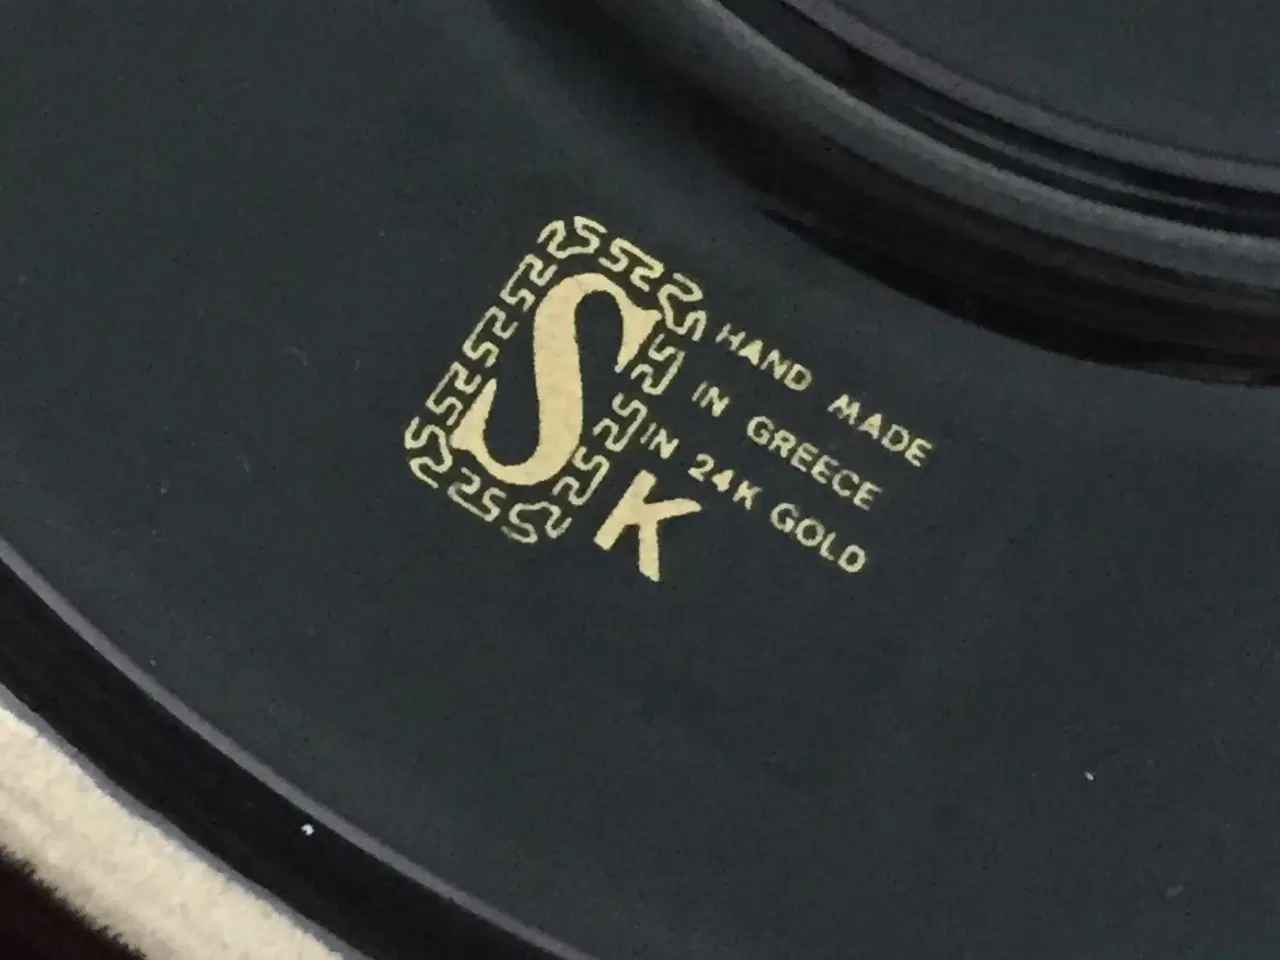 S
HAND MADE
IN GREECE
IN 24K GOLD
K